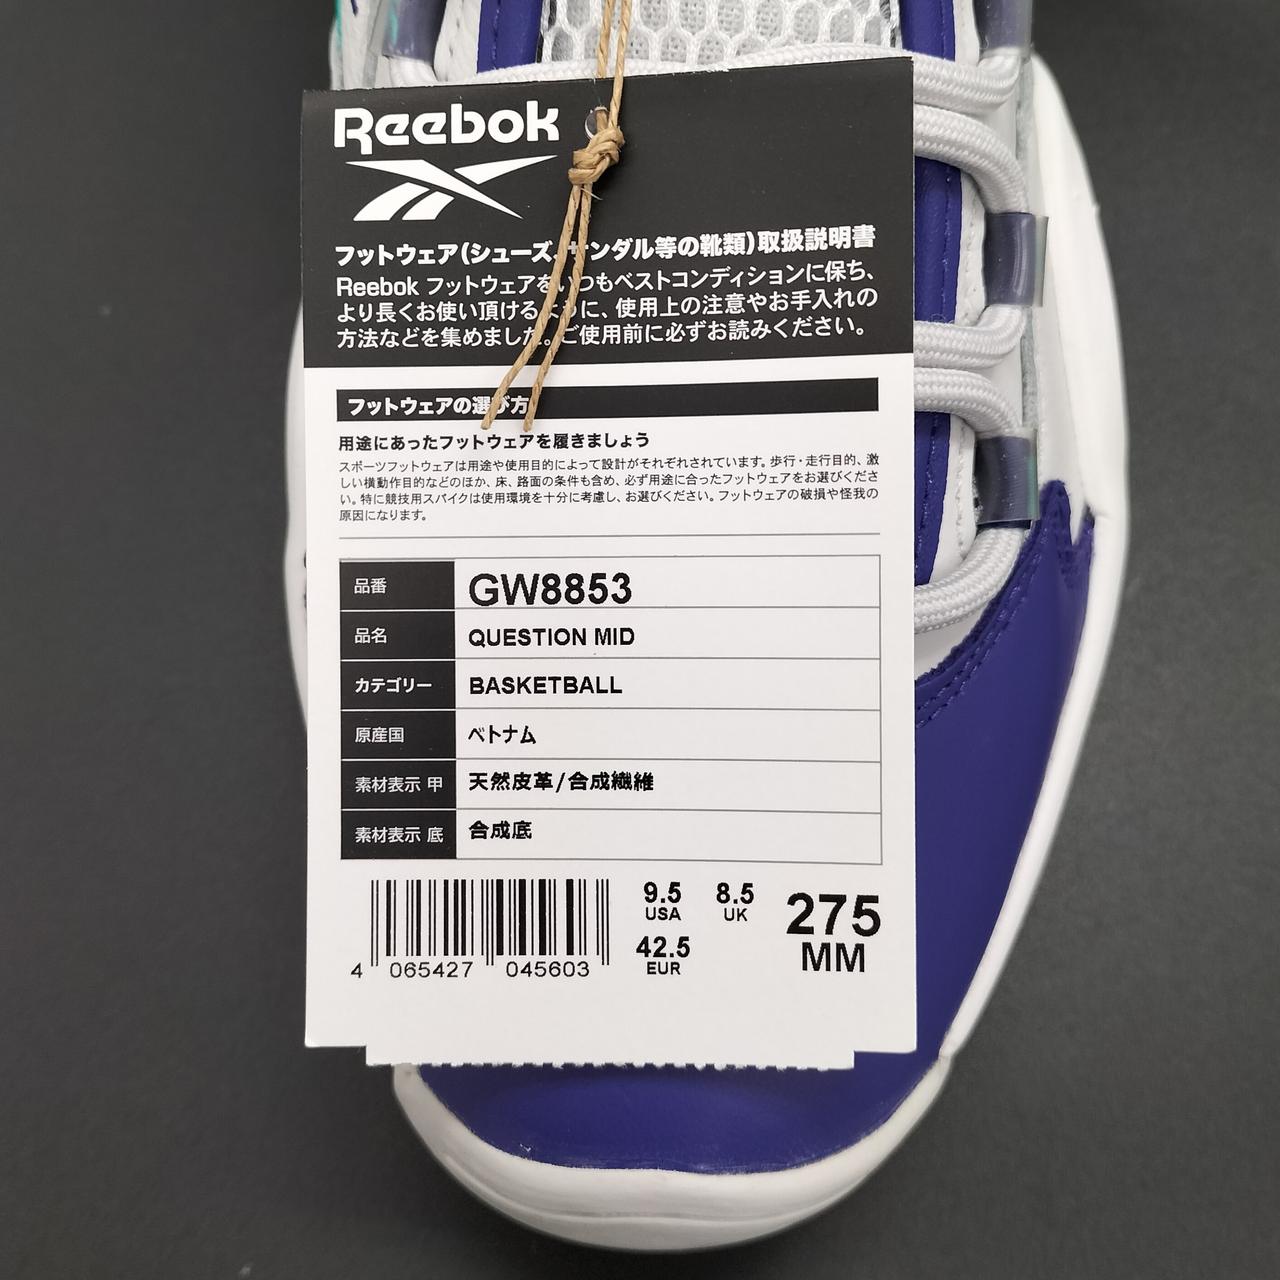 Reebok
フットウェア(シューズ、サンダル等の靴類)取扱説明書
Reebok フットウェアをいつもベストコンディションに保ち、
より長くお使い頂けるように、使用上の注意やお手入れの
方法などを集めました。ご使用前に必ずお読みください。
フットウェアの選び方
用途にあったフットウェアを履きましょう
スポーツフットウェアは用途や使用目的によって設計がそれぞれされています。歩行・走行目的、激
しい横動作目的などのほか、床、路面の条件も含め、必ず用途に合ったフットウェアをお選びくださ
い。特に競技用スパイクは使用環境を十分に考慮し、お選びください。フットウェアの破損や怪我の
原因になります。
品番 GW8853
品名 QUESTION MID
カテゴリー BASKETBALL
原産国 ベトナム
素材表示 甲 天然皮革/合成繊維
素材表示 底 合成底
9.5 8.5 275
USA UK MM
42.5
EUR
4 065427 045603